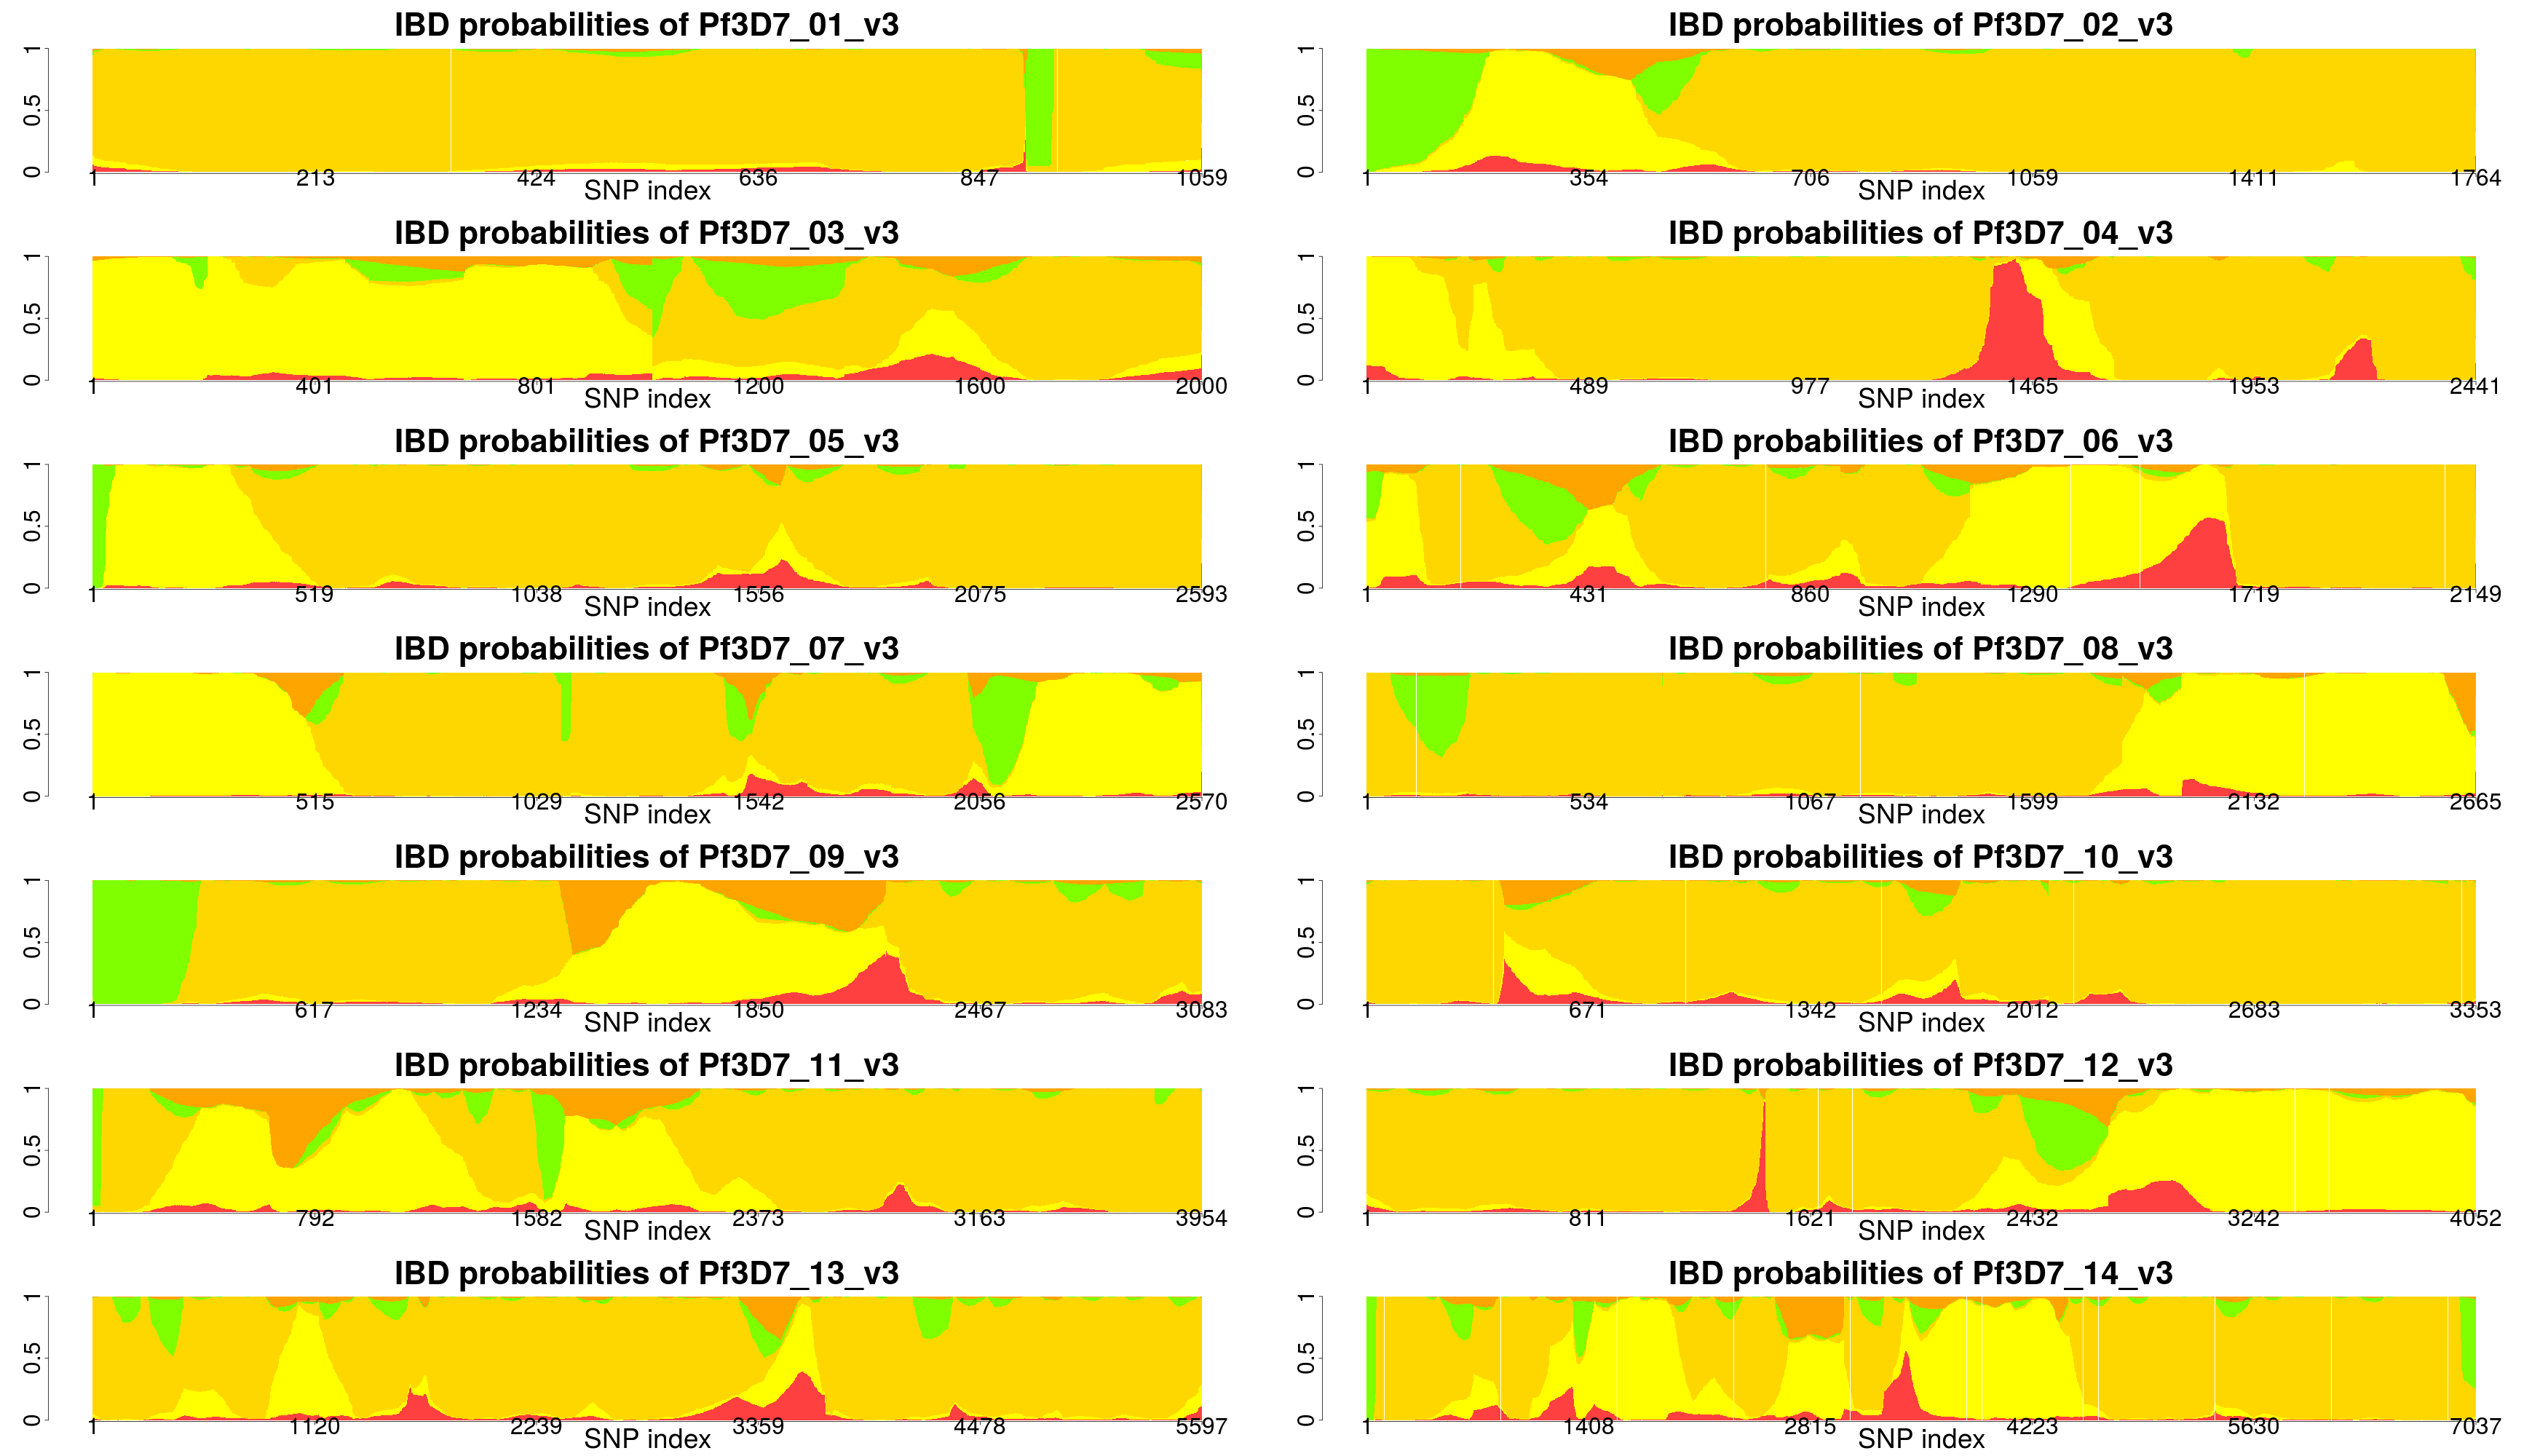 IBD probabilities of Pf3D7_01_v3
1
0.5
0
1 213 424 636 847 1059
SNP index
IBD probabilities of Pf3D7_02_v3
1
0.5
0
1 354 706 1059 1411 1764
SNP index
IBD probabilities of Pf3D7_03_v3
1
0.5
0
1 401 801 1200 1600 2000
SNP index
IBD probabilities of Pf3D7_04_v3
1
0.5
0
1 489 977 1465 1953 2441
SNP index
IBD probabilities of Pf3D7_05_v3
1
0.5
0
1 519 1038 1556 2075 2593
SNP index
IBD probabilities of Pf3D7_06_v3
1
0.5
0
1 431 860 1290 1719 2149
SNP index
IBD probabilities of Pf3D7_07_v3
1
0.5
0
1 515 1029 1542 2056 2570
SNP index
IBD probabilities of Pf3D7_08_v3
1
0.5
0
1 534 1067 1599 2132 2665
SNP index
IBD probabilities of Pf3D7_09_v3
1
0.5
0
1 617 1234 1850 2467 3083
SNP index
IBD probabilities of Pf3D7_10_v3
1
0.5
0
1 671 1342 2012 2683 3353
SNP index
IBD probabilities of Pf3D7_11_v3
1
0.5
0
1 792 1582 2373 3163 3954
SNP index
IBD probabilities of Pf3D7_12_v3
1
0.5
0
1 811 1621 2432 3242 4052
SNP index
IBD probabilities of Pf3D7_13_v3
1
0.5
0
1 1120 2239 3359 4478 5597
SNP index
IBD probabilities of Pf3D7_14_v3
1
0.5
0
1 1408 2815 4223 5630 7037
SNP index